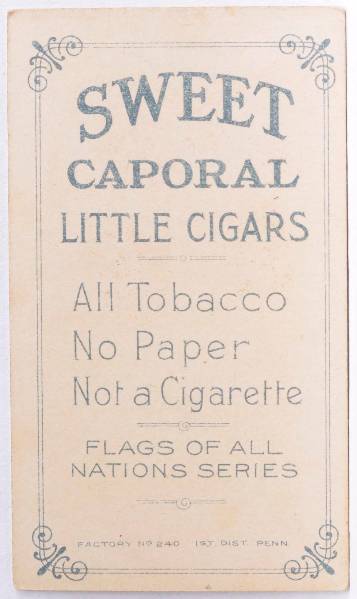 SWEET
CAPORAL
LITTLE CIGARS
All Tobacco
No Paper
Not a Cigarette
FLAGS OF ALL
NATIONS SERIES
FACTORY No 240 1ST. DIST. PENN.